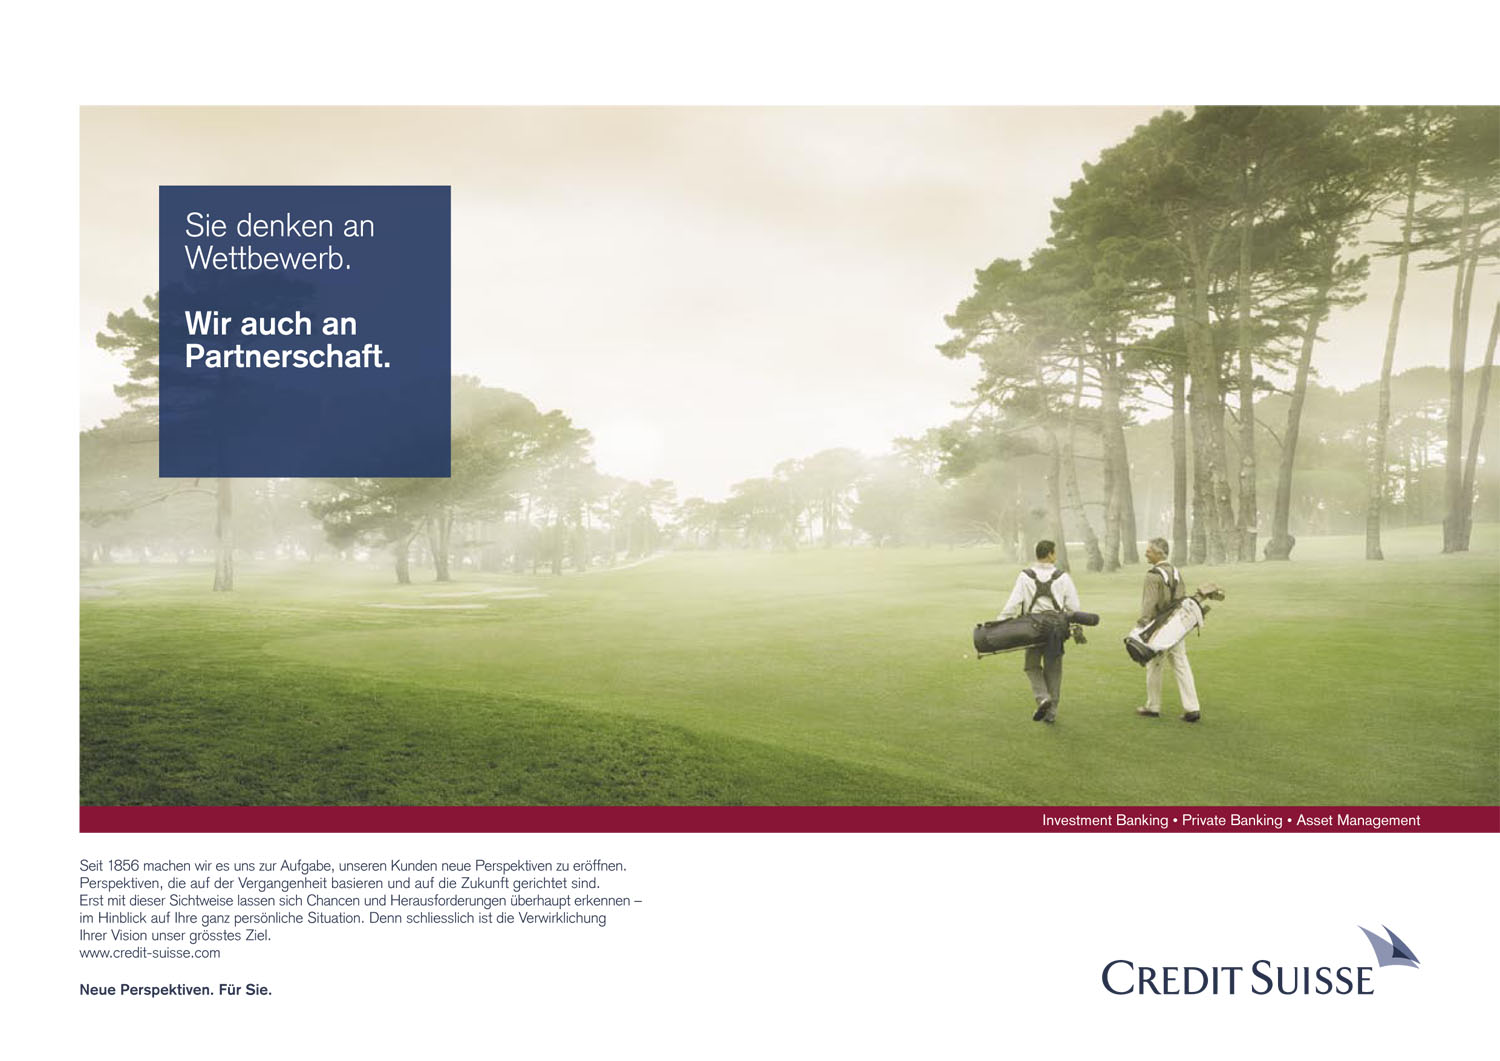 Sie denken an
Wettbewerb.
Wir auch an
Partnerschaft.
Investment Banking • Private Banking • Asset Management
Seit 1856 machen wir es uns zur Aufgabe, unseren Kunden neue Perspektiven zu eröffnen.
Perspektiven, die auf der Vergangenheit basieren und auf die Zukunft gerichtet sind.
Erst mit dieser Sichtweise lassen sich Chancen und Herausforderungen überhaupt erkennen –
im Hinblick auf Ihre ganz persönliche Situation. Denn schliesslich ist die Verwirklichung
Ihrer Vision unser grösstes Ziel.
www.credit-suisse.com
Neue Perspektiven. Für Sie.
CREDIT SUISSE